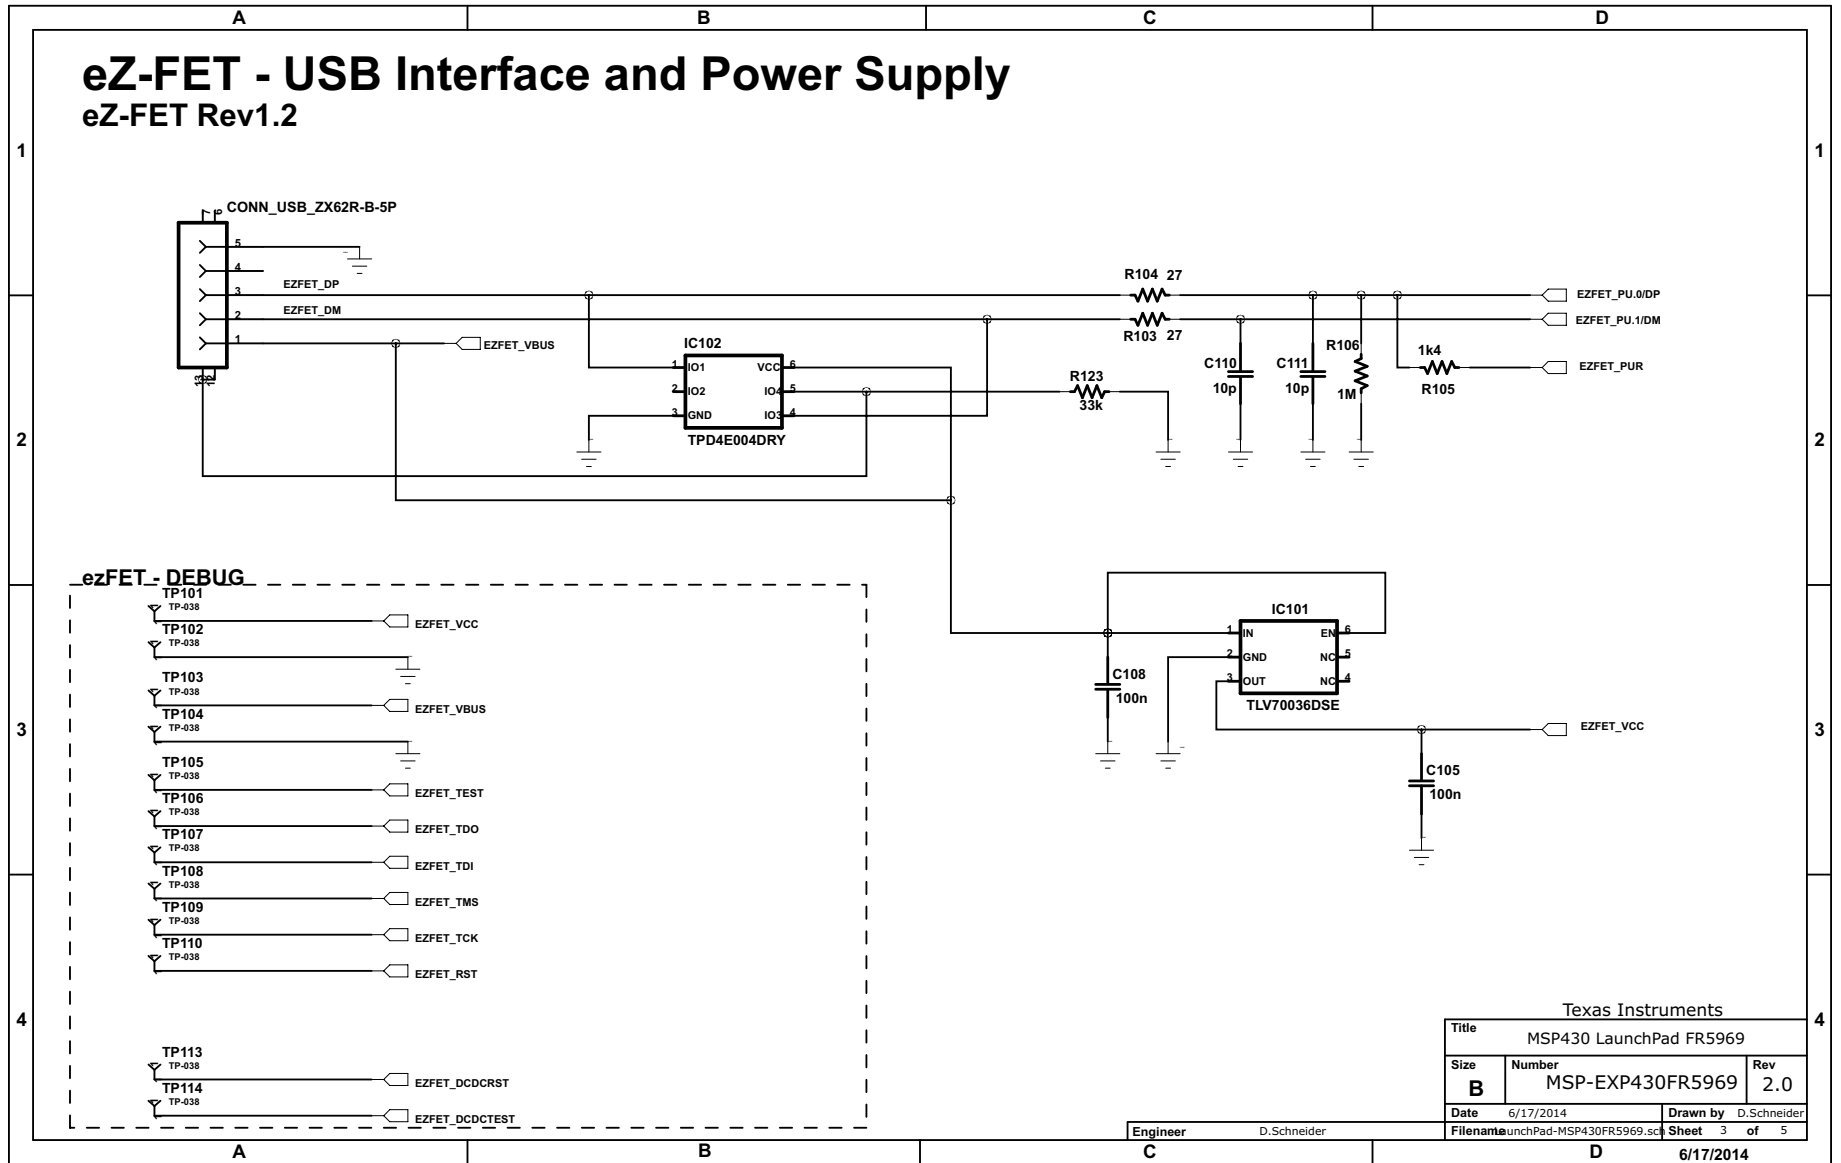 A B C D
eZ-FET - USB Interface and Power Supply
eZ-FET Rev1.2
1 1
7 6 CONN_USB_ZX62R-B-5P
5
4
3 EZFET_DP
2 EZFET_DM
1 EZFET_VBUS
R104 27
R103 27
EZFET_PU.0/DP
EZFET_PU.1/DM
EZFET_PUR
IC102
1 IO1 VCC 6
2 IO2 IO4 5
3 GND IO3 4
TPD4E004DRY
R123
33k
C110
10p
C111
10p
R106
1M
1k4
R105
2 2
ezFET - DEBUG
TP101
TP-038
EZFET_VCC
TP102
TP-038
TP103
TP-038
EZFET_VBUS
TP104
TP-038
TP105
TP-038
EZFET_TEST
TP106
TP-038
EZFET_TDO
TP107
TP-038
EZFET_TDI
TP108
TP-038
EZFET_TMS
TP109
TP-038
EZFET_TCK
TP110
TP-038
EZFET_RST
TP113
TP-038
EZFET_DCDCRST
TP114
TP-038
EZFET_DCDCTEST
IC101
1 IN EN 6
2 GND NC 5
3 OUT NC 4
TLV70036DSE
C108
100n
EZFET_VCC
C105
100n
3 3
4 4
Texas Instruments
Title
MSP430 LaunchPad FR5969
Size Number Rev
B MSP-EXP430FR5969 2.0
Date 6/17/2014 Drawn by D.Schneider
Engineer D.Schneider
Filename unchPad-MSP430FR5969.sch Sheet 3 of 5
A B C D
6/17/2014